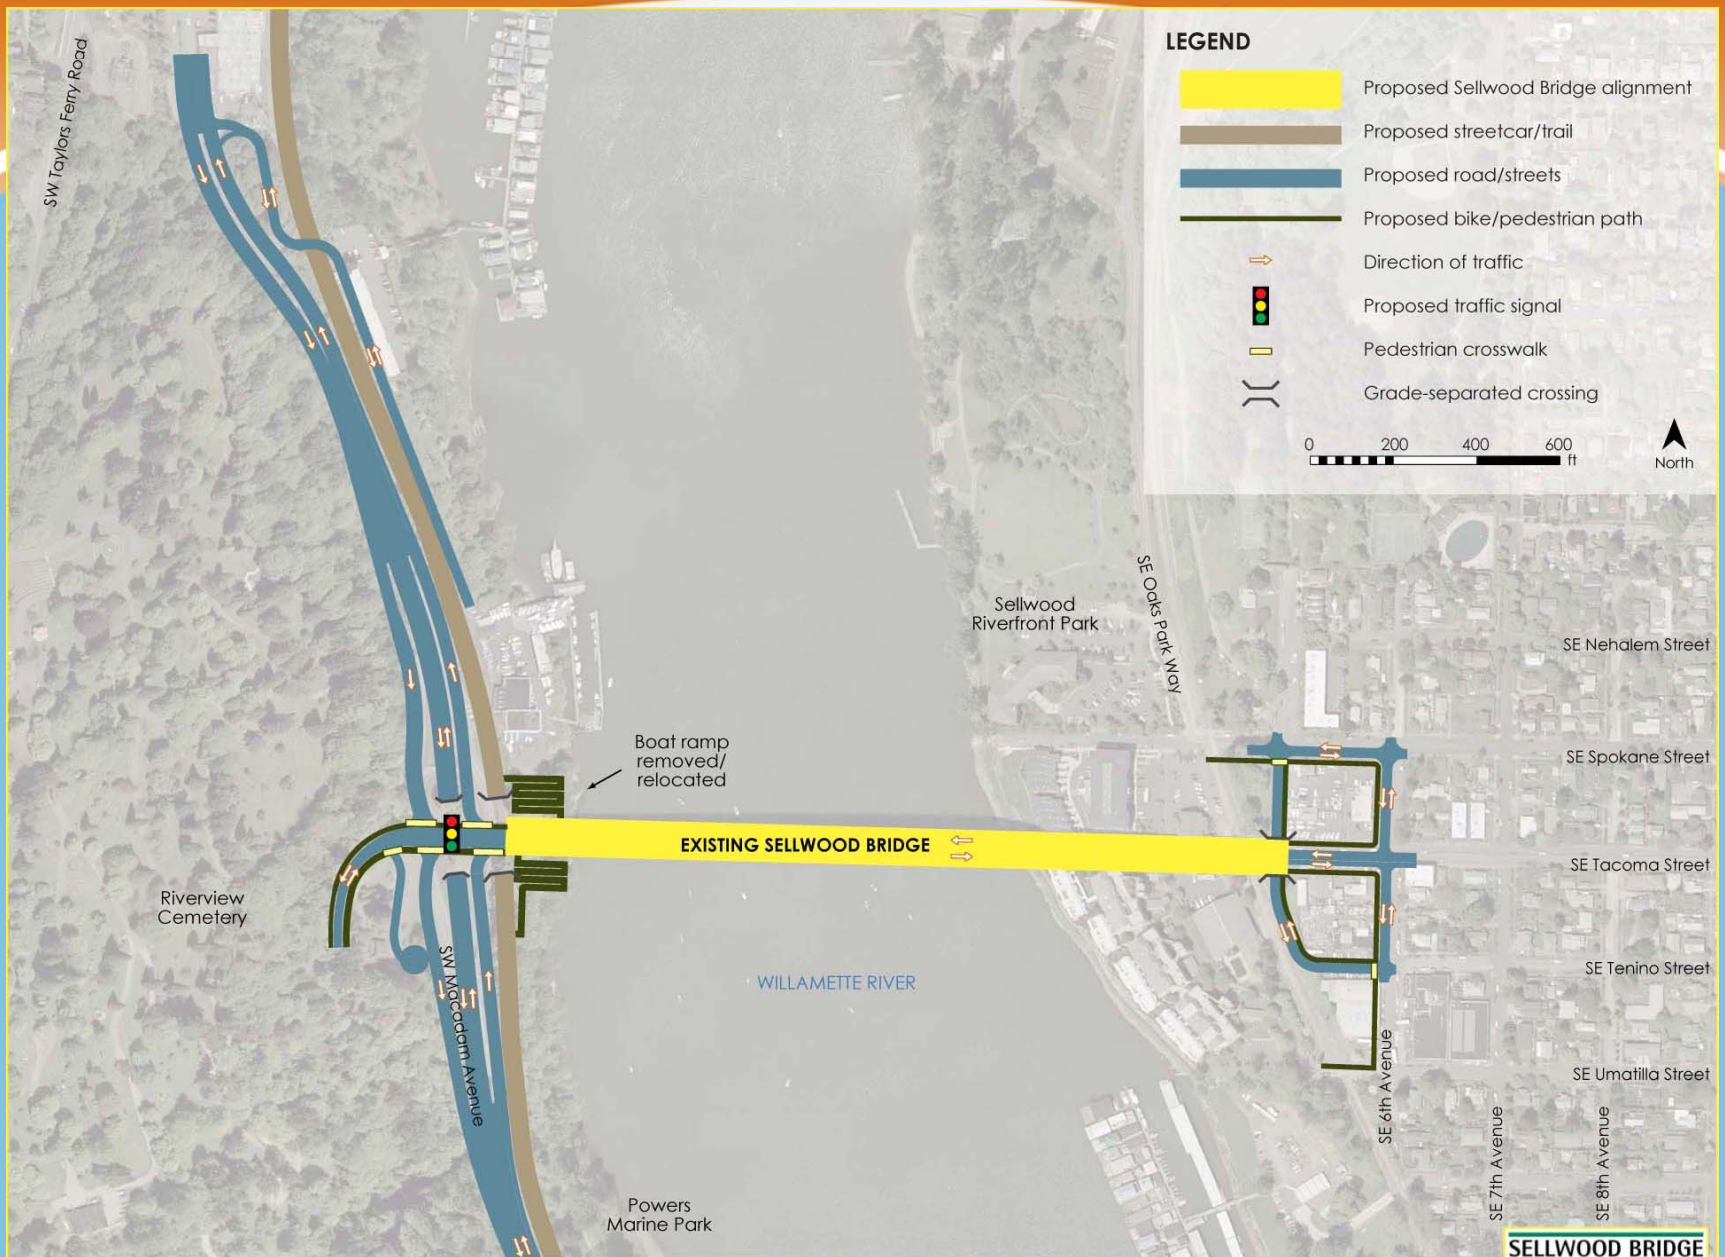 LEGEND
Proposed Sellwood Bridge alignment
Proposed streetcar/trail
Proposed road/streets
Proposed bike/pedestrian path
Direction of traffic
Proposed traffic signal
Pedestrian crosswalk
Grade-separated crossing
0 200 400 600 ft
North
SW Taylors Ferry Road
SE Oaks Park Way
Sellwood
Riverfront Park
SE Nehalem Street
Boat ramp
removed/
relocated
SE Spokane Street
EXISTING SELLWOOD BRIDGE
SE Tacoma Street
Riverview
Cemetery
SW Macadam Avenue
WILLAMETTE RIVER
SE Tenino Street
SE Umatilla Street
SE 6th Avenue
SE 7th Avenue
SE 8th Avenue
Powers
Marine Park
SELLWOOD BRIDGE